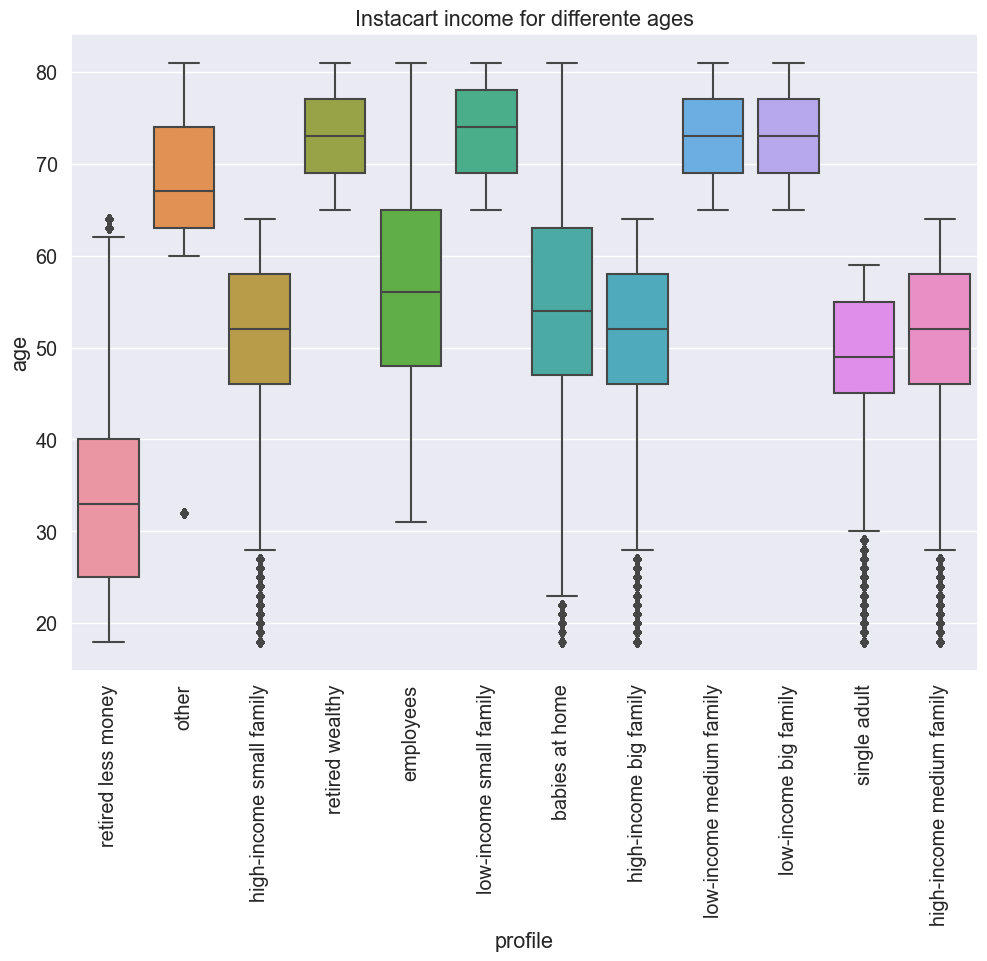 Instacart income for differente ages
age
80
70
60
50
40
30
20
retired less money
other
high-income small family
retired wealthy
employees
low-income small family
babies at home
high-income big family
low-income medium family
low-income big family
single adult
high-income medium family
profile